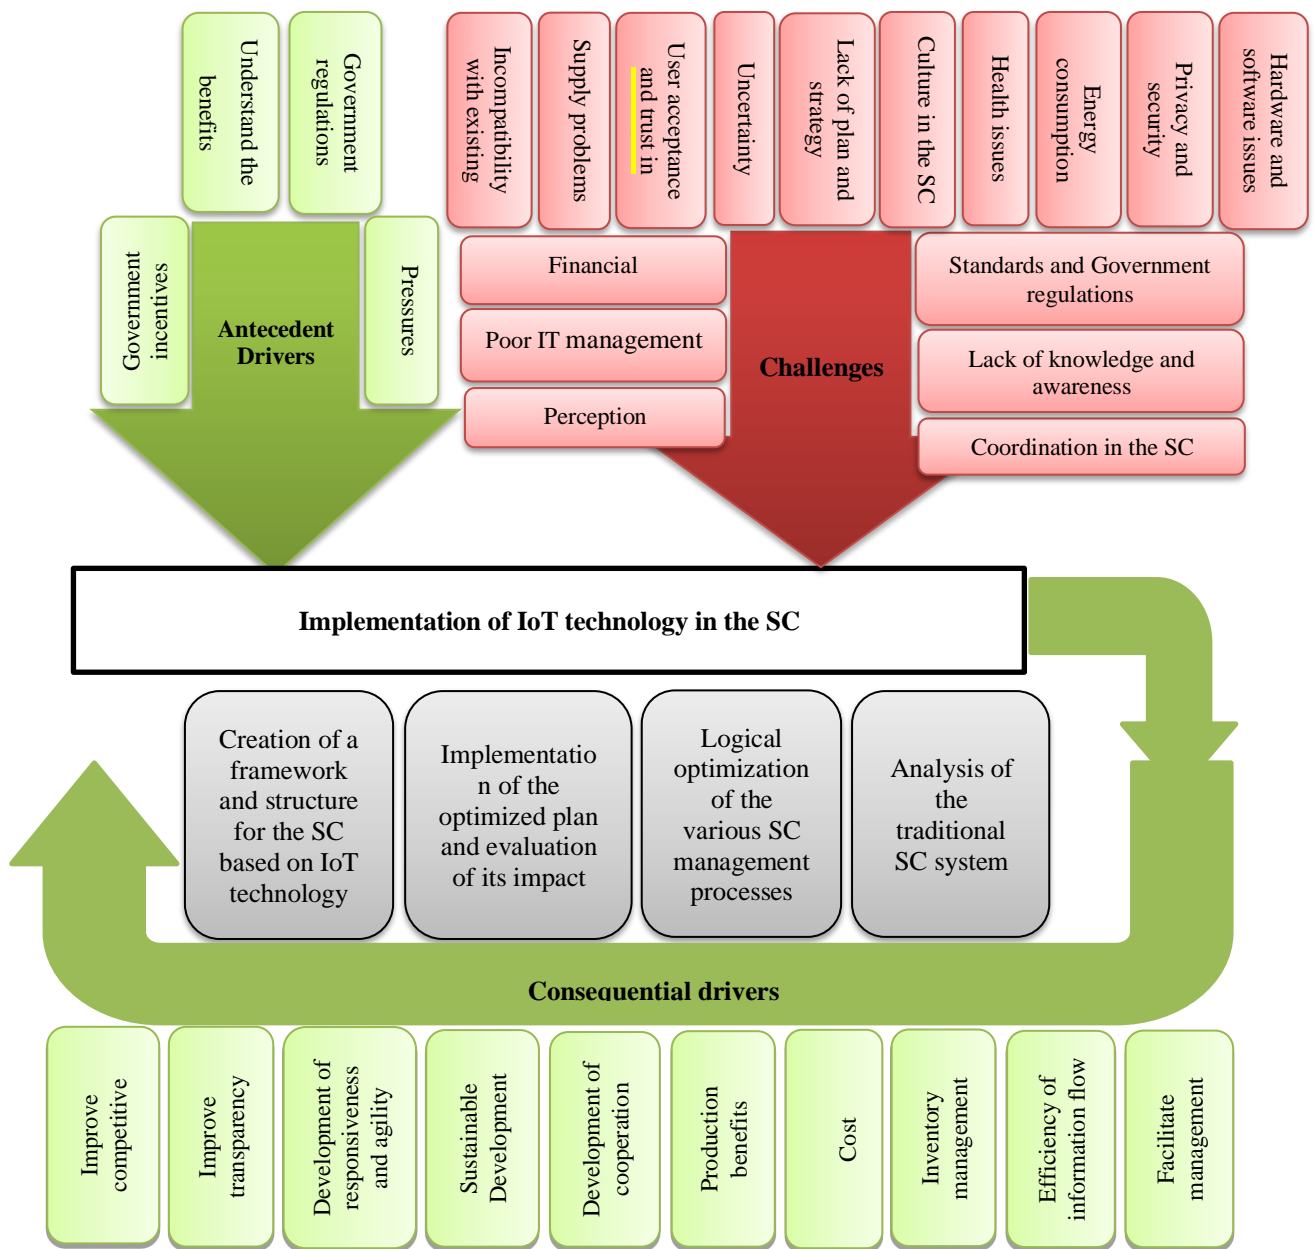 Understand the
benefits
Government
regulations
Government
incentives
Pressures
Antecedent
Drivers
Incompatibility
with existing
Supply problems
User acceptance
and trust in
Uncertainty
Lack of plan and
strategy
Culture in the SC
Health issues
Energy
consumption
Privacy and
security
Hardware and
software issues
Financial
Poor IT management
Perception
Challenges
Standards and Government
regulations
Lack of knowledge and
awareness
Coordination in the SC
Implementation of IoT technology in the SC
Creation of a
framework
and structure
for the SC
based on IoT
technology
Implementatio
n of the
optimized plan
and evaluation
of its impact
Logical
optimization
of the
various SC
management
processes
Analysis of
the
traditional
SC system
Consequential drivers
Improve
competitive
Improve
transparency
Development of
responsiveness
and agility
Sustainable
Development
Development of
cooperation
Production
benefits
Cost
Inventory
management
Efficiency of
information flow
Facilitate
management